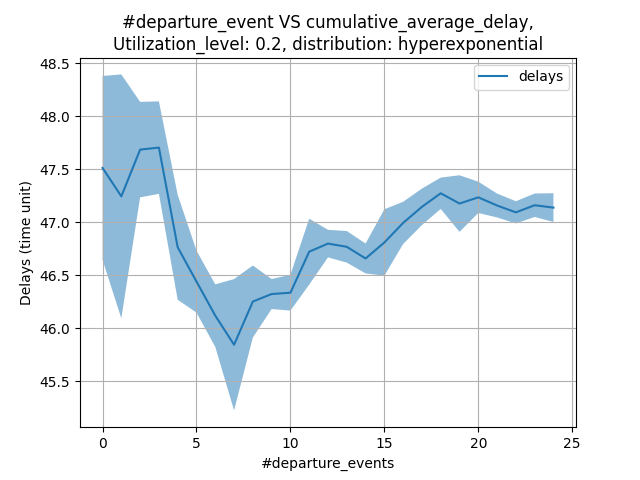 #departure_event VS cumulative_average_delay,
Utilization_level: 0.2, distribution: hyperexponential
delays
48.5
48.0
47.5
47.0
46.5
46.0
45.5
Delays (time unit)
0 5 10 15 20 25
#departure_events